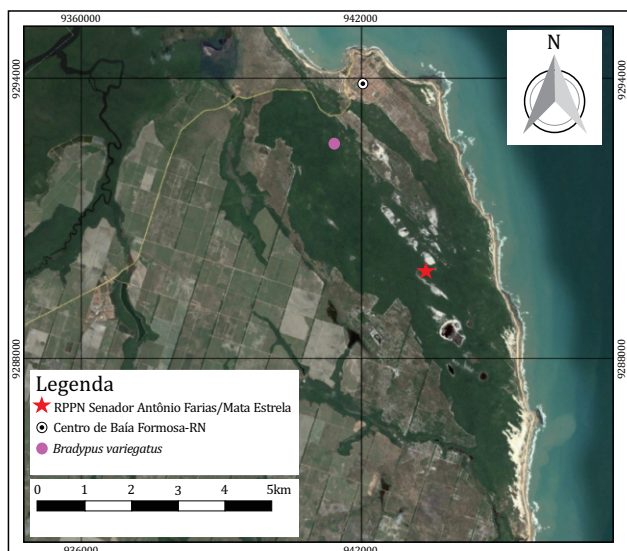 9360000
942000
N
9294000
9294000
9288000
9288000
Legenda
RPPN Senador Antônio Farias/Mata Estrela
Centro de Baía Formosa-RN
Bradypus variegatus
0 1 2 3 4 5km
936000
942000